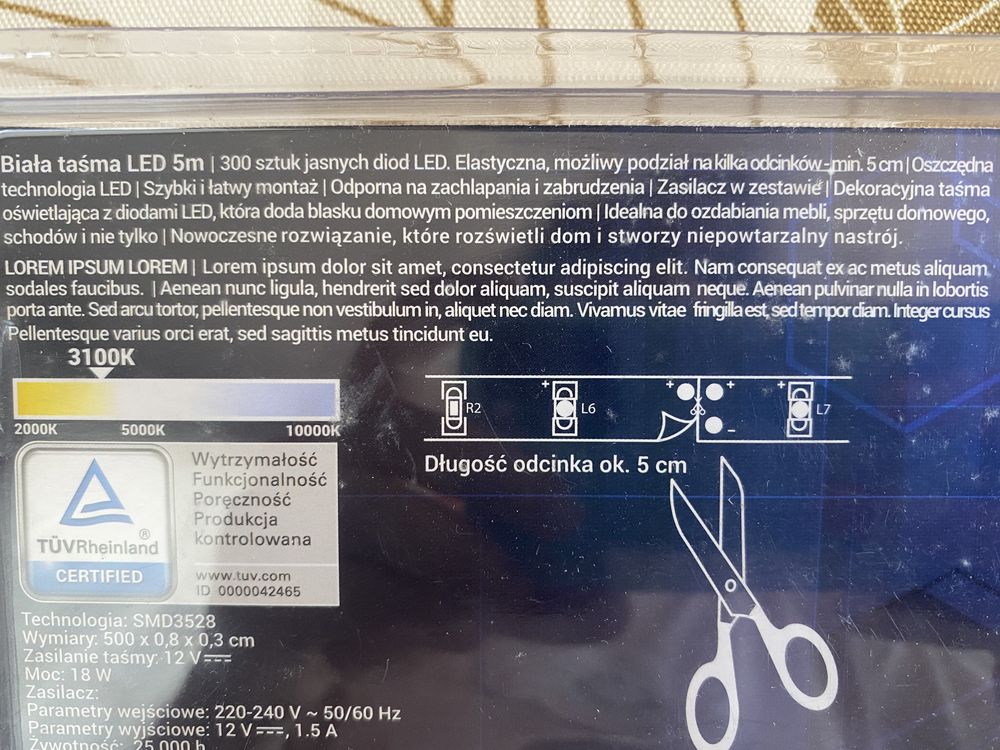 Biała taśma LED 5m | 300 sztuk jasnych diod LED. Elastyczna, możliwy podział na kilka odcinków - min. 5 cm | Oszczędna
technologia LED | Szybki i łatwy montaż | Odporna na zachlapania i zabrudzenia | Zasilacz w zestawie | Dekoracyjna taśma
oświetlająca z diodami LED, która doda blasku domowym pomieszczeniom | Idealna do ozdabiania mebli, sprzętu domowego,
schodów i nie tylko | Nowoczesne rozwiązanie, które rozświetli dom i stworzy niepowtarzalny nastrój.
LOREM IPSUM LOREM | Lorem ipsum dolor sit amet, consectetur adipiscing elit. Nam consequat ex ac metus aliquam
sodales faucibus. | Aenean nunc ligula, hendrerit sed dolor aliquam, suscipit aliquam neque. Aenean pulvinar nulla in lobortis
porta ante. Sed arcu tortor, pellentesque non vestibulum in, aliquet nec diam. Vivamus vitae fringilla est, sed tempor diam. Integer cursus
Pellentesque varius orci erat, sed sagittis metus tincidunt eu.
3100K
2000K 5000K 10000K
R2 + L6 + + + L7
-
Długość odcinka ok. 5 cm
TÜVRheinland ®
CERTIFIED
Wytrzymałość
Funkcjonalność
Poręczność
Produkcja
kontrolowana
www.tuv.com
ID 0000042465
Technologia: SMD3528
Wymiary: 500 x 0,8 x 0,3 cm
Zasilanie taśmy: 12 V⎓
Moc: 18 W
Zasilacz:
Parametry wejściowe: 220-240 V ~ 50/60 Hz
Parametry wyjściowe: 12 V⎓, 1.5 A
Żywotność: 25 000 h